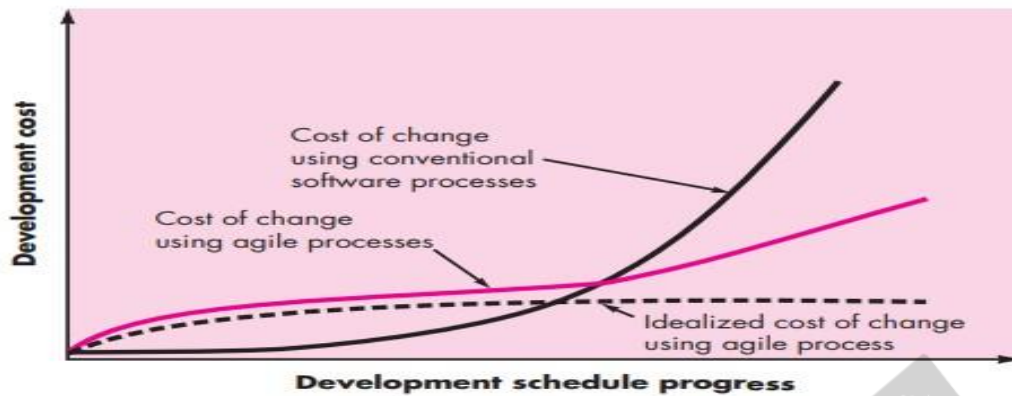 Development cost
Cost of change
using conventional
software processes
Cost of change
using agile processes
Idealized cost of change
using agile process
Development schedule progress